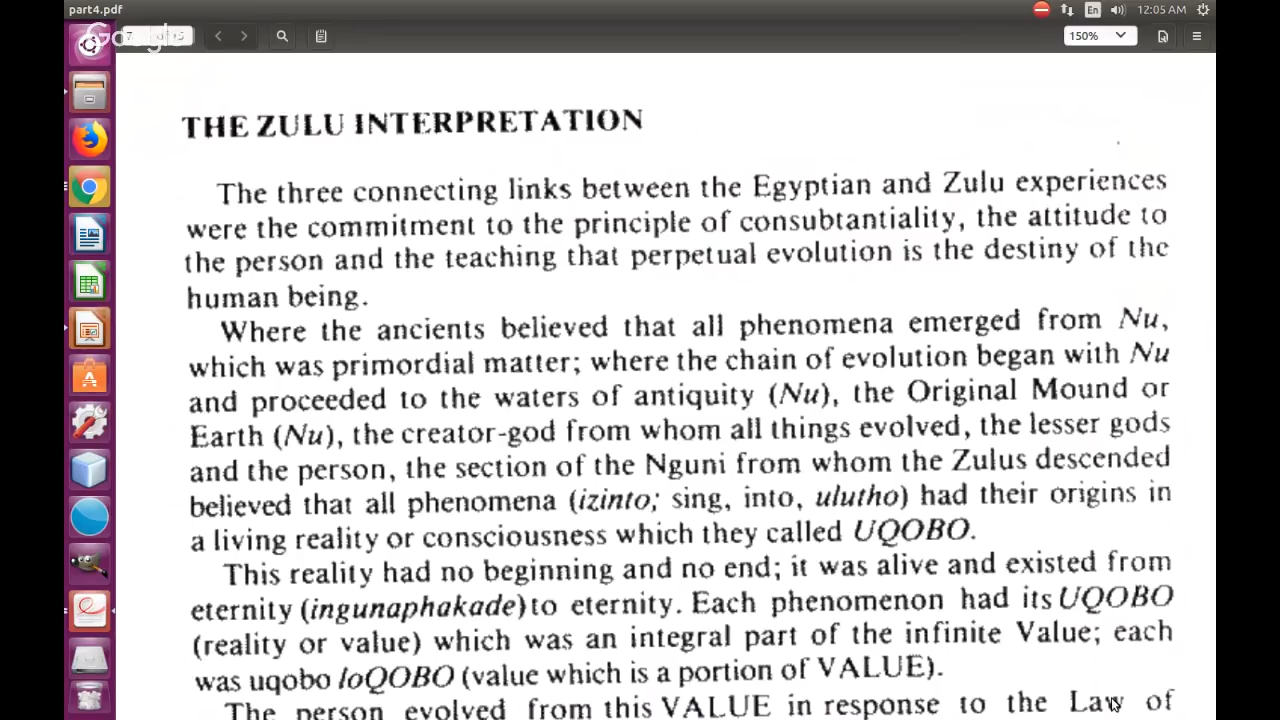 part4.pdf
En
12:05 AM
Google
7
150%
THE ZULU INTERPRETATION
The three connecting links between the Egyptian and Zulu experiences
were the commitment to the principle of consubtantiality, the attitude to
the person and the teaching that perpetual evolution is the destiny of the
human being.
Where the ancients believed that all phenomena emerged from Nu,
which was primordial matter; where the chain of evolution began with Nu
and proceeded to the waters of antiquity (Nu), the Original Mound or
Earth (Nu), the creator-god from whom all things evolved, the lesser gods
and the person, the section of the Nguni from whom the Zulus descended
believed that all phenomena (izinto; sing, into, ulutho) had their origins in
a living reality or consciousness which they called UQOBO.
This reality had no beginning and no end; it was alive and existed from
eternity (ingunaphakade) to eternity. Each phenomenon had its UQOBO
(reality or value) which was an integral part of the infinite Value; each
was uqobo loQOBO (value which is a portion of VALUE).
The person evolved from this VALUE in response to the Law of